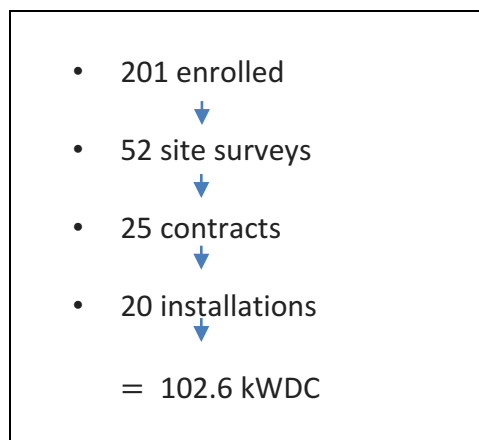 • 201 enrolled
• 52 site surveys
• 25 contracts
• 20 installations
= 102.6 kWDC